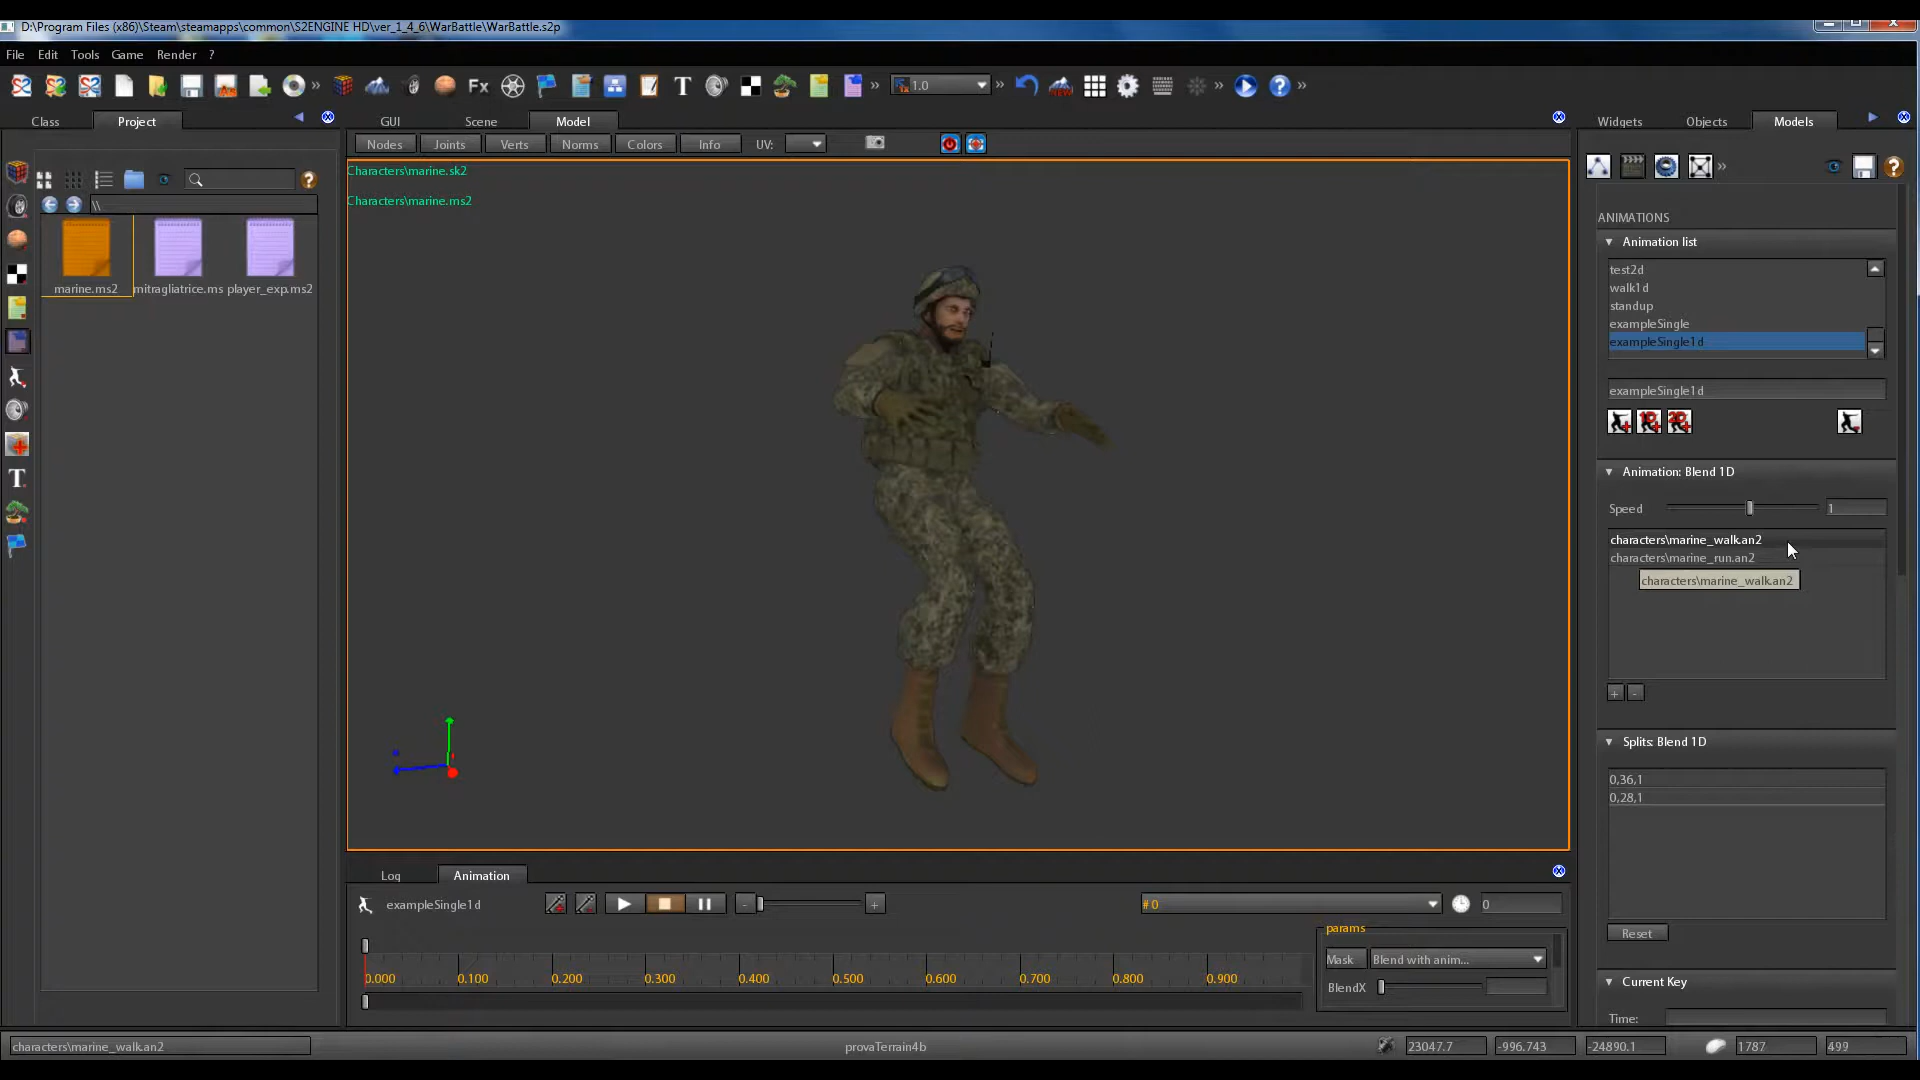 D:\Program Files (x86)\Steam\steamapps\common\S2ENGINE HD\ver_1_4_6\WarBattle\WarBattle.s2p
File Edit Tools Game Render ?
Fx T 1.0
Class Project
GUI Scene Model
Widgets Objects Models
Nodes Joints Verts Norms Colors Info UV:
\\
marine.ms2 mitragliatrice.ms player_exp.ms2
Characters\marine.sk2
Characters\marine.ms2
ANIMATIONS
Animation list
test2d
walk1d
standup
exampleSingle
exampleSingle1d
exampleSingle1d
1D 2D
Animation: Blend 1D
Speed 1
characters\marine_walk.an2
characters\marine_run.an2
characters\marine_walk.an2
+ -
Splits: Blend 1D
0,36,1
0,28,1
Reset
Current Key
Time:
Log Animation
exampleSingle1d - + # 0 0
params
0.000 0.100 0.200 0.300 0.400 0.500 0.600 0.700 0.800 0.900
Mask Blend with anim...
BlendX
characters\marine_walk.an2 provaTerrain4b 23047.7 -996.743 -24890.1 1787 499